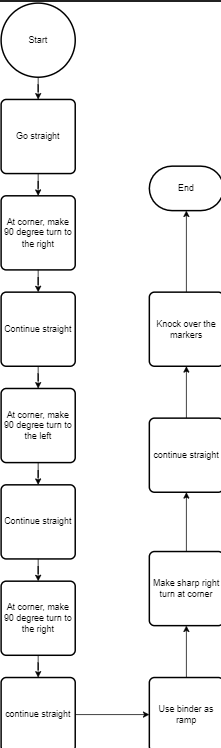 Start
Go straight
At corner, make
90 degree turn to
the right
Continue straight
At corner, make
90 degree turn to
the left
Continue straight
At corner, make
90 degree turn to
the right
continue straight
Use binder as
ramp
Make sharp right
turn at corner
continue straight
Knock over the
markers
End